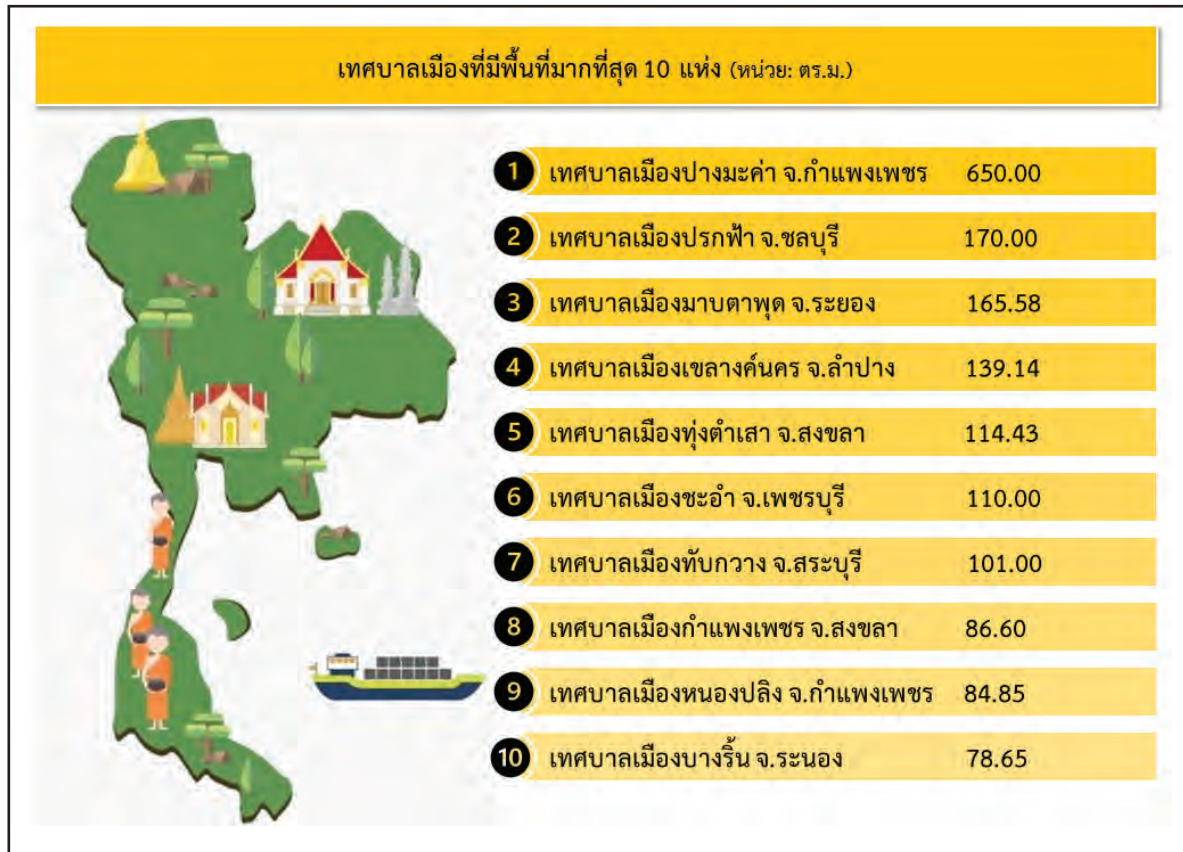 เทศบาลเมืองที่มีพื้นที่มากที่สุด 10 แห่ง (หน่วย: ตร.ม.)
1 เทศบาลเมืองปางมะค่า จ.กำแพงเพชร 650.00
2 เทศบาลเมืองปรกฟ้า จ.ชลบุรี 170.00
3 เทศบาลเมืองมาบตาพุด จ.ระยอง 165.58
4 เทศบาลเมืองเขลางค์นคร จ.ลำปาง 139.14
5 เทศบาลเมืองทุ่งตำเสา จ.สงขลา 114.43
6 เทศบาลเมืองชะอำ จ.เพชรบุรี 110.00
7 เทศบาลเมืองทับกวาง จ.สระบุรี 101.00
8 เทศบาลเมืองกำแพงเพชร จ.สงขลา 86.60
9 เทศบาลเมืองหนองปลิง จ.กำแพงเพชร 84.85
10 เทศบาลเมืองบางริ้น จ.ระนอง 78.65